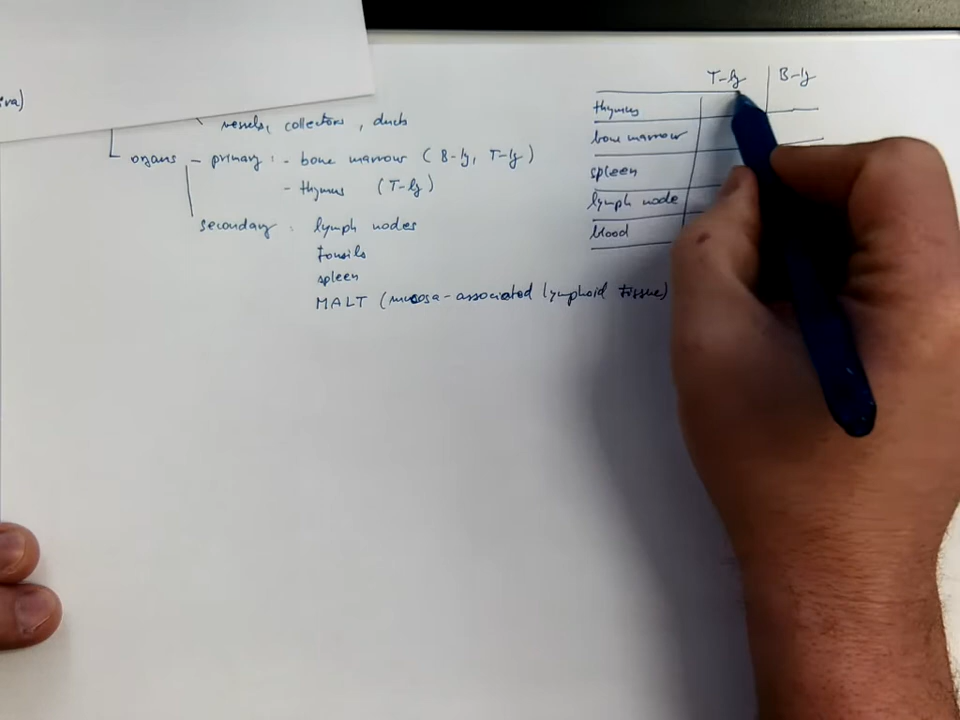 vessels, collectors, ducts
organs - primary : - bone marrow (B-ly, T-ly)
- thymus (T-ly)
secondary : lymph nodes
tonsils
spleen
MALT (mucosa-associated lymphoid tissue)
T-ly B-ly
thymus
bone marrow
spleen
lymph node
blood